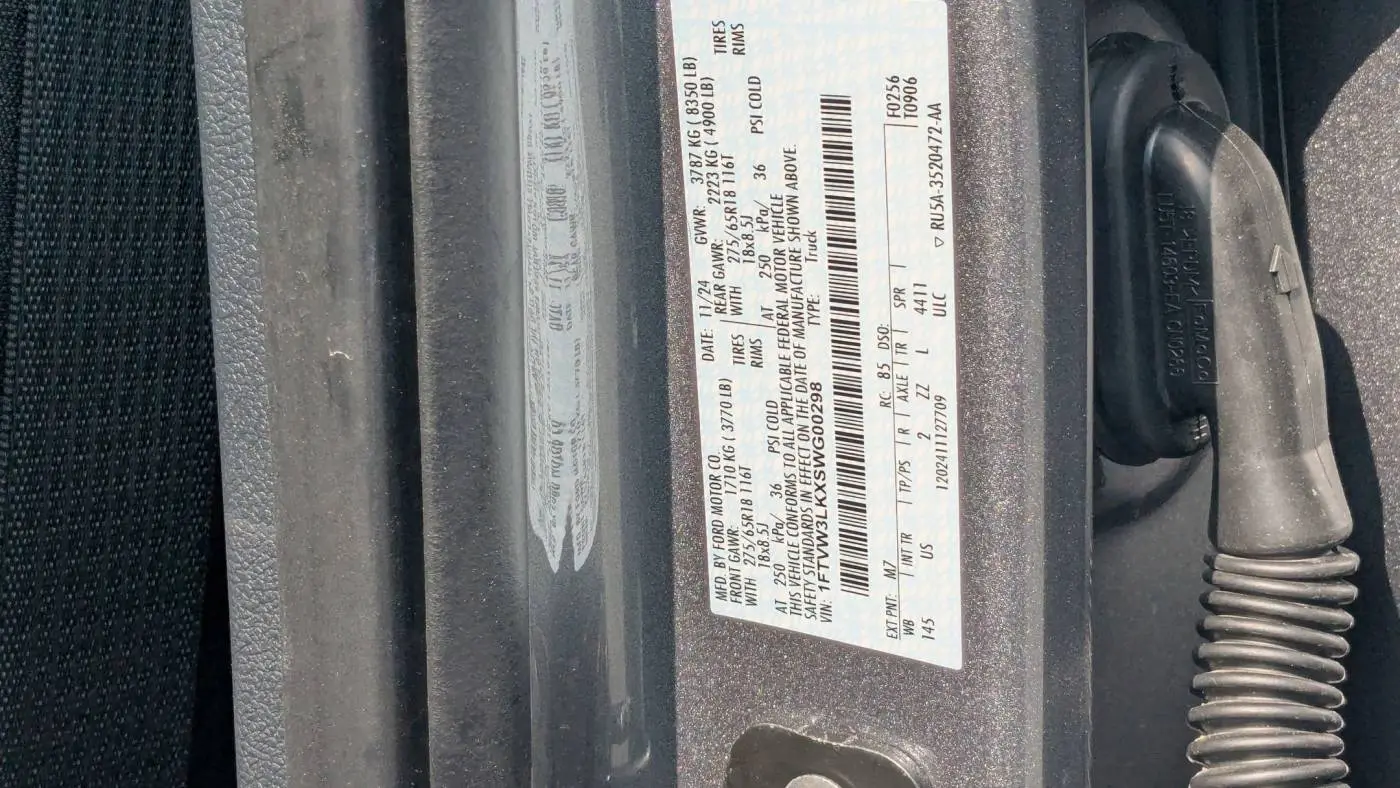 MFD. BY FORD MOTOR CO.
DATE: 11/24
GVWR: 3787 KG ( 8350 LB)
FRONT GAWR: 1710 KG ( 3770 LB)
REAR GAWR: 2223 KG ( 4900 LB)
WITH 275/65R18 116T TIRES
WITH 275/65R18 116T TIRES
18x8.5J RIMS
18x8.5J RIMS
AT 250 kPa/ 36 PSI COLD
AT 250 kPa/ 36 PSI COLD
THIS VEHICLE CONFORMS TO ALL APPLICABLE FEDERAL MOTOR VEHICLE
SAFETY STANDARDS IN EFFECT ON THE DATE OF MANUFACTURE SHOWN ABOVE.
VIN: 1FTVW3LKXSWG00298
TYPE: Truck
EXT PNT: M7 RC: 85 DSO: F0256
WB INT TR TP/PS R AXLE TR SPR T0906
145 US 2 ZZ L 4411
120241112​7709 ULC
▽ RU5A-3520472-AA